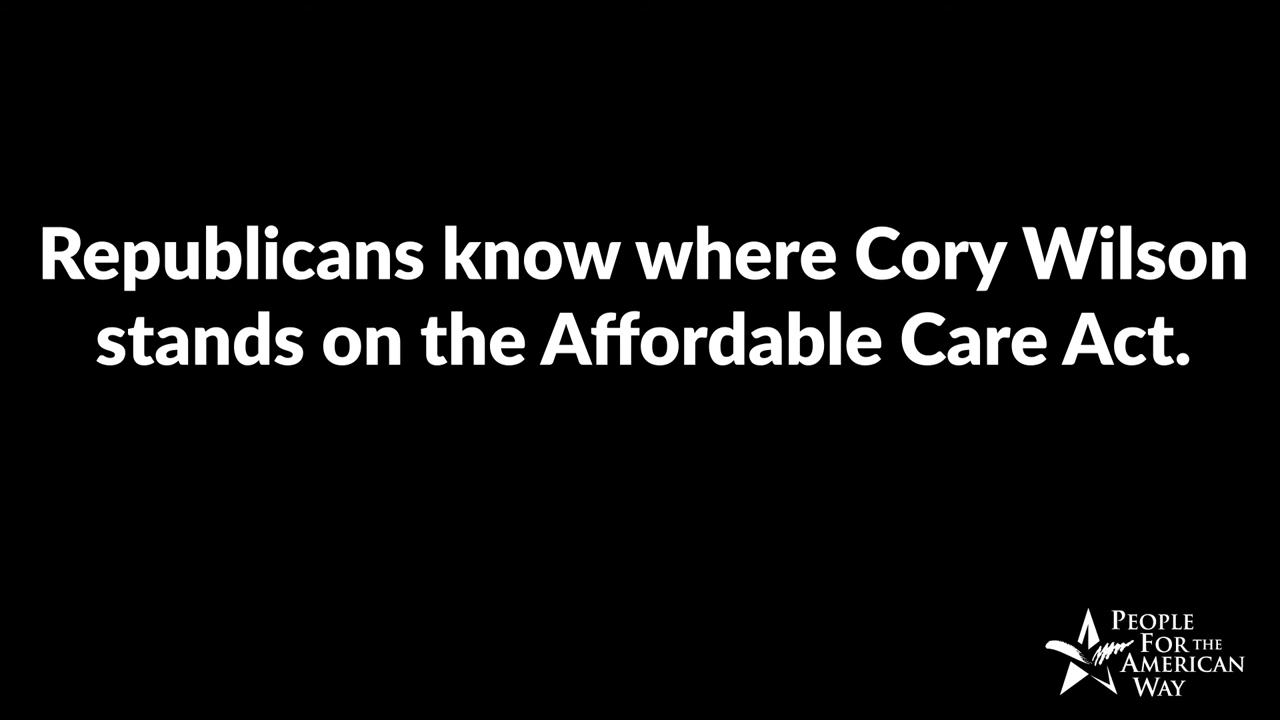 Republicans know where Cory Wilson
stands on the Affordable Care Act.
PEOPLE
FOR THE
AMERICAN
WAY